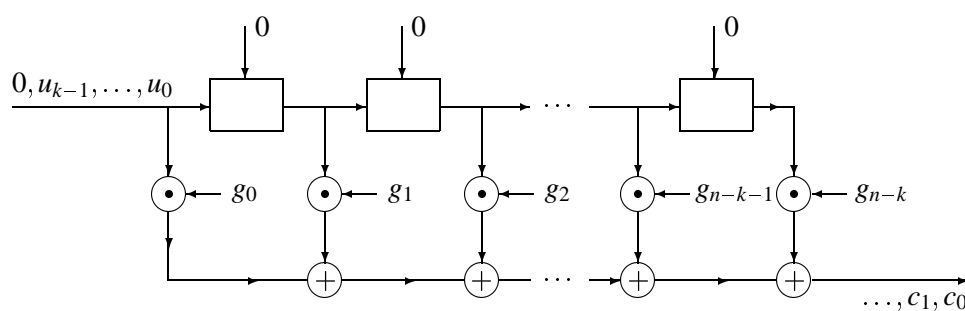 0 0 0
0, u_{k−1}, ..., u_0 ... 
g_0 g_1 g_2 g_{n−k−1} g_{n−k}
...
..., c_1, c_0